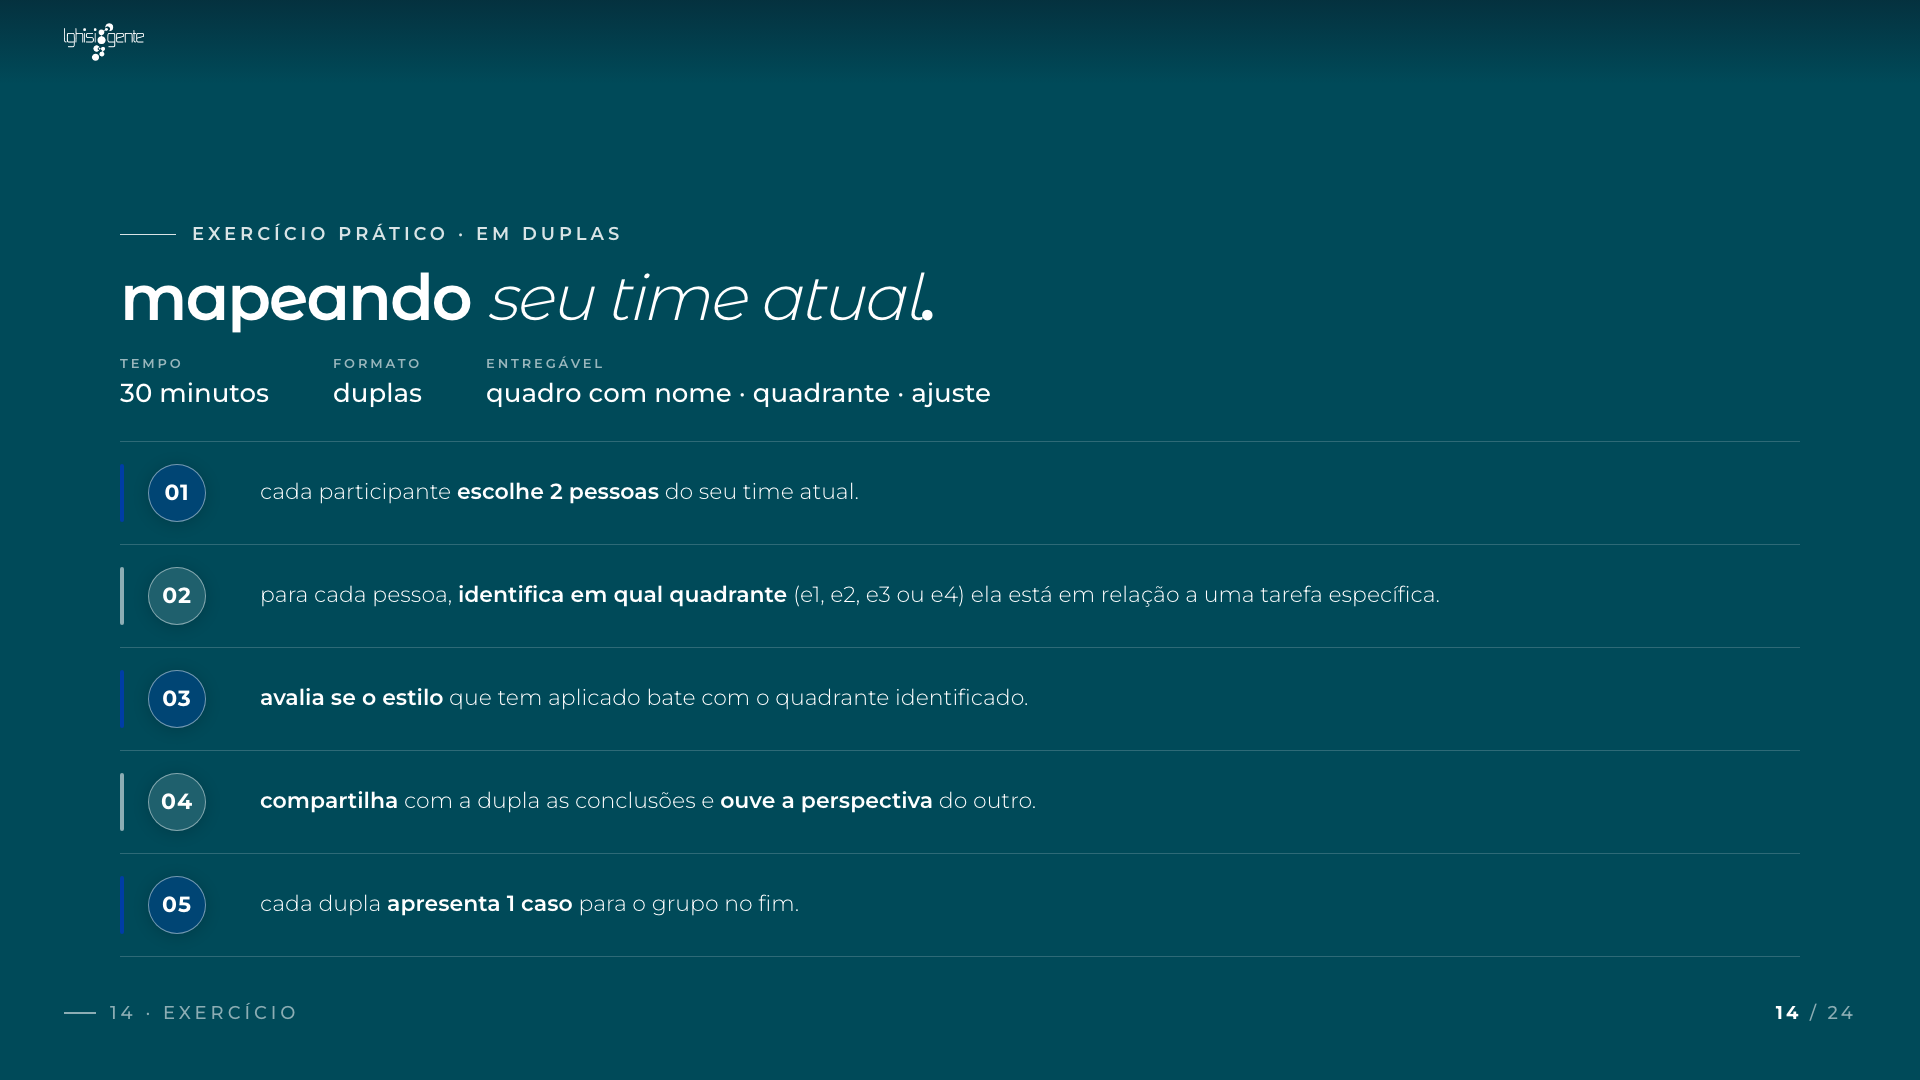 lghisi gente
EXERCÍCIO PRÁTICO · EM DUPLAS
mapeando seu time atual.
TEMPO
30 minutos
FORMATO
duplas
ENTREGÁVEL
quadro com nome · quadrante · ajuste
01
cada participante escolhe 2 pessoas do seu time atual.
02
para cada pessoa, identifica em qual quadrante (e1, e2, e3 ou e4) ela está em relação a uma tarefa específica.
03
avalia se o estilo que tem aplicado bate com o quadrante identificado.
04
compartilha com a dupla as conclusões e ouve a perspectiva do outro.
05
cada dupla apresenta 1 caso para o grupo no fim.
14 · EXERCÍCIO
14 / 24